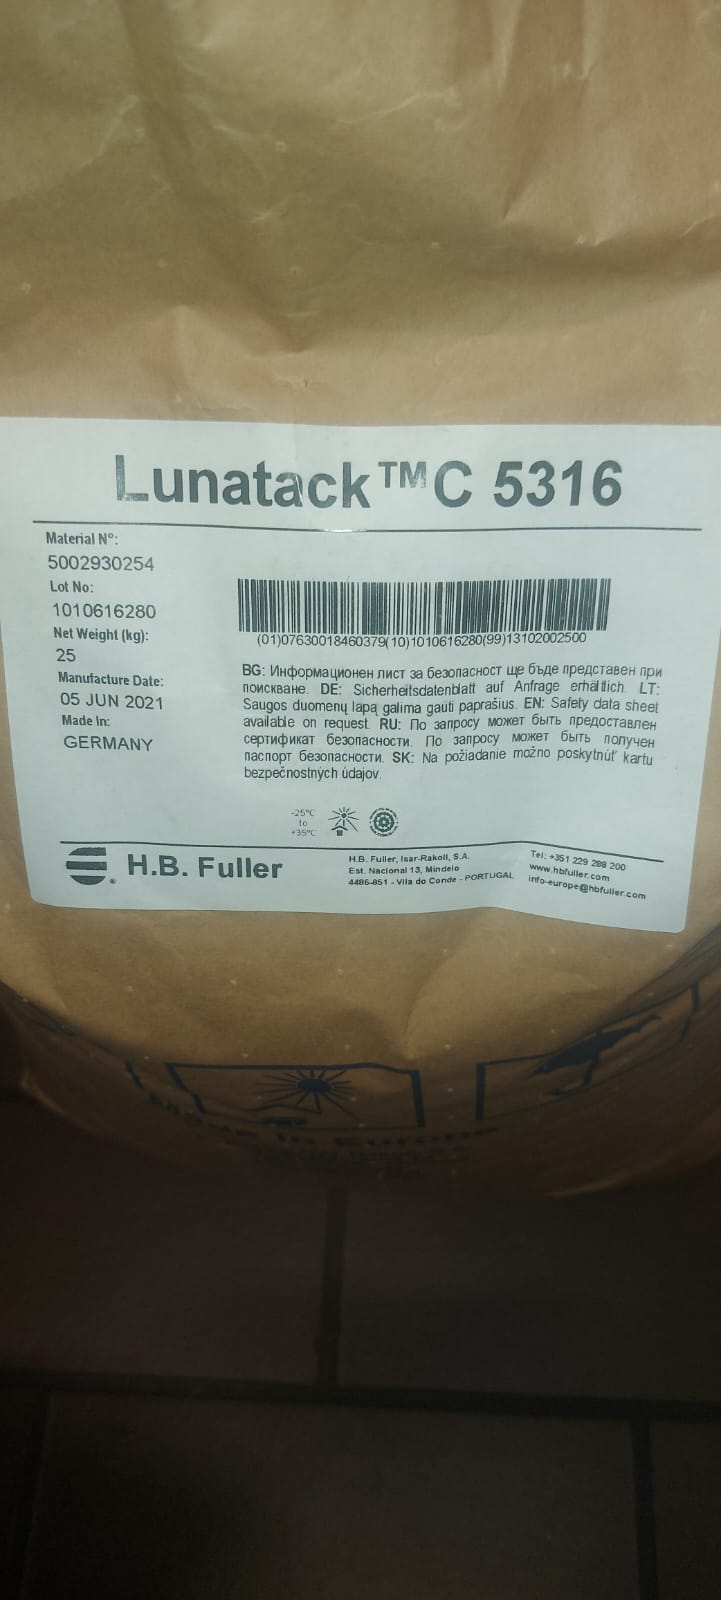 Lunatack™C 5316
Material Nº:
5002930254
Lot No:
1010616280
Net Weight (kg):
25
Manufacture Date:
05 JUN 2021
Made In:
GERMANY
(01)07630018460379(10)1010616280(99)13102002500
BG: Информационен лист за безопасност ще бъде представен при
поискване. DE: Sicherheitsdatenblatt auf Anfrage erhältlich. LT:
Saugos duomenų lapą galima gauti paprašius. EN: Safety data sheet
available on request. RU: По запросу может быть предоставлен
сертификат безопасности. По запросу может быть получен
паспорт безопасности. SK: Na požiadanie možno poskytnúť kartu
bezpečnostných údajov.
-25°C
to
+35°C
H.B. Fuller
H.B. Fuller, Isar-Rakoll, S.A.
Est. Nacional 13, Mindelo
4486-851 - Vila do Conde - PORTUGAL
Tel: +351 229 288 200
www.hbfuller.com
info-europe@hbfuller.com
Made in Europe